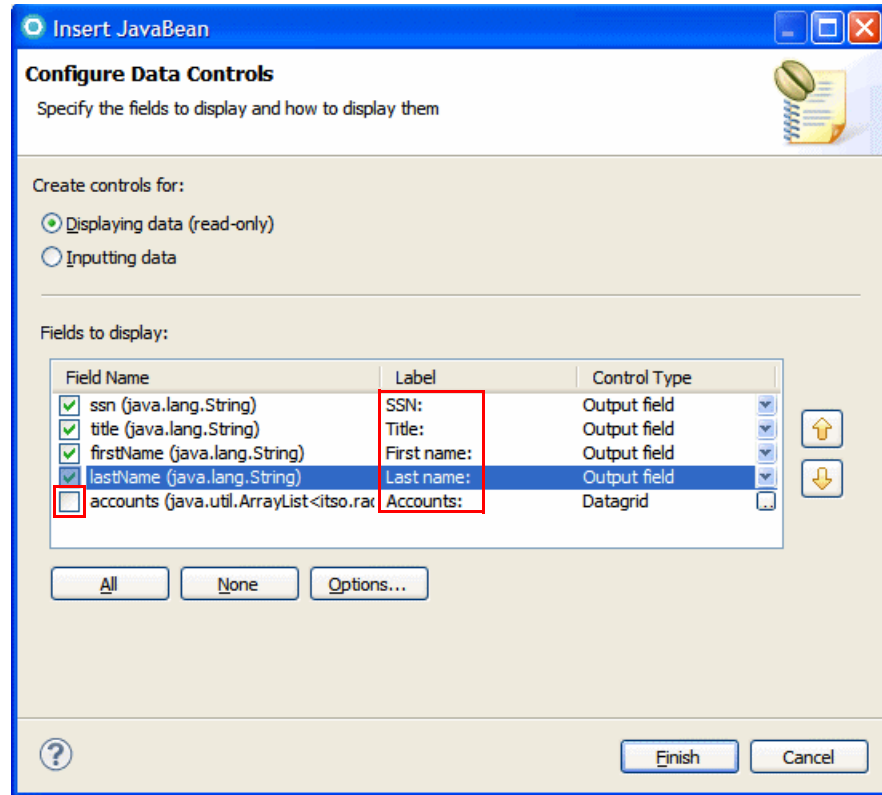 Insert JavaBean
Configure Data Controls
Specify the fields to display and how to display them
Create controls for:
Displaying data (read-only)
Inputting data
Fields to display:
Field Name Label Control Type
ssn (java.lang.String) SSN: Output field
title (java.lang.String) Title: Output field
firstName (java.lang.String) First name: Output field
lastName (java.lang.String) Last name: Output field
accounts (java.util.ArrayList<itso.rac Accounts: Datagrid ..
All None Options...
? Finish Cancel